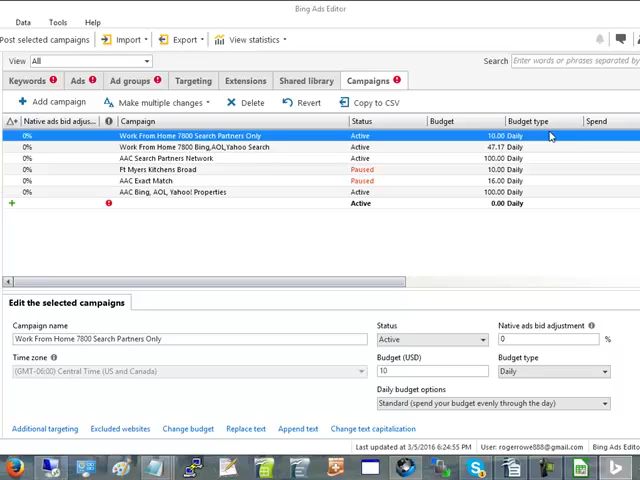 Bing Ads Editor
Data Tools Help
Post selected campaigns Import Export View statistics
View All Search Enter words or phrases separated by
Keywords Ads Ad groups Targeting Extensions Shared library Campaigns
Add campaign Make multiple changes Delete Revert Copy to CSV
Native ads bid adjus... Campaign Status Budget Budget type Spend
0% Work From Home 7800 Search Partners Only Active 10.00 Daily
0% Work From Home 7800 Bing,AOL,Yahoo Search Active 47.17 Daily
0% AAC Search Partners Network Active 100.00 Daily
0% Ft Myers Kitchens Broad Paused 10.00 Daily
0% AAC Exact Match Paused 16.00 Daily
0% AAC Bing, AOL, Yahoo! Properties Active 100.00 Daily
Active 0.00 Daily
Edit the selected campaigns
Campaign name Status Native ads bid adjustment
Work From Home 7800 Search Partners Only Active 0 %
Time zone Budget (USD) Budget type
(GMT-06:00) Central Time (US and Canada) 10 Daily
Daily budget options
Standard (spend your budget evenly through the day)
Additional targeting Excluded websites Change budget Replace text Append text Change text capitalization
Last updated at 3/5/2016 6:24:55 PM User: rogerrowe888@gmail.com Bing Ads Editor